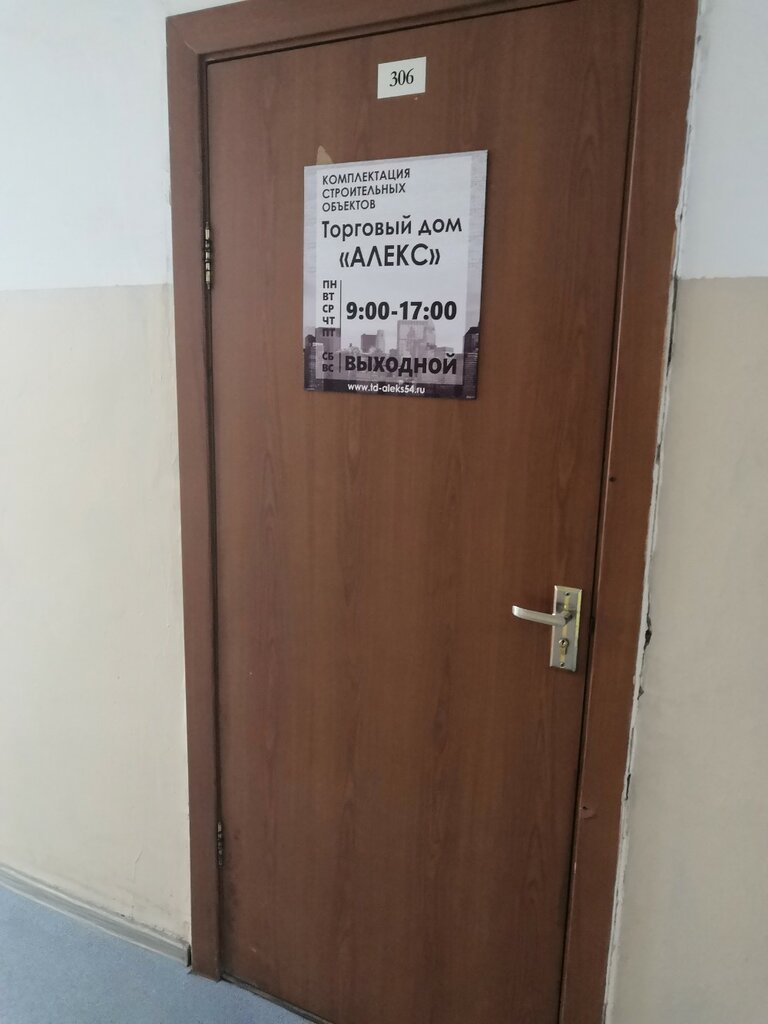 306
КОМПЛЕКТАЦИЯ
СТРОИТЕЛЬНЫХ
ОБЪЕКТОВ
Торговый дом
«АЛЕКС»
ПН
ВТ
СР
ЧТ
ПТ
9:00-17:00
СБ
ВС
ВЫХОДНОЙ
www.td-aleks54.ru